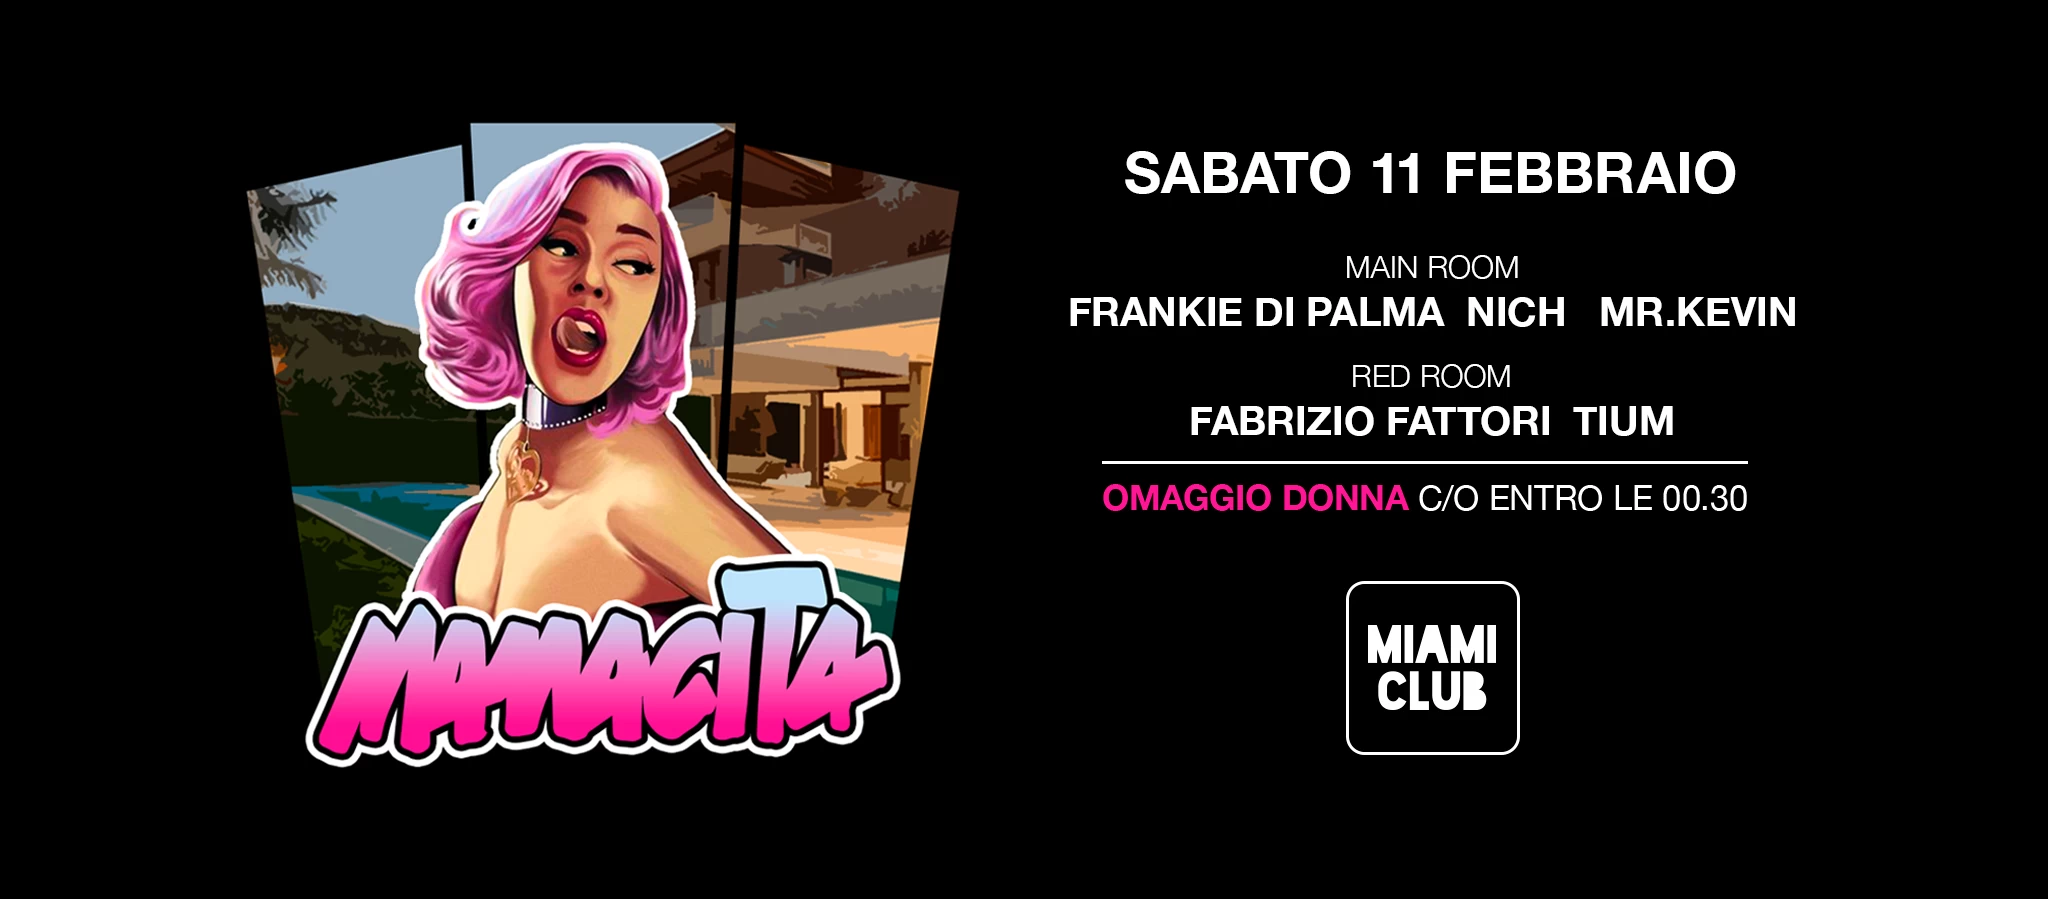 MAMACITA
SABATO 11 FEBBRAIO
MAIN ROOM
FRANKIE DI PALMA NICH MR.KEVIN
RED ROOM
FABRIZIO FATTORI TIUM
OMAGGIO DONNA C/O ENTRO LE 00.30
MIAMI
CLUB